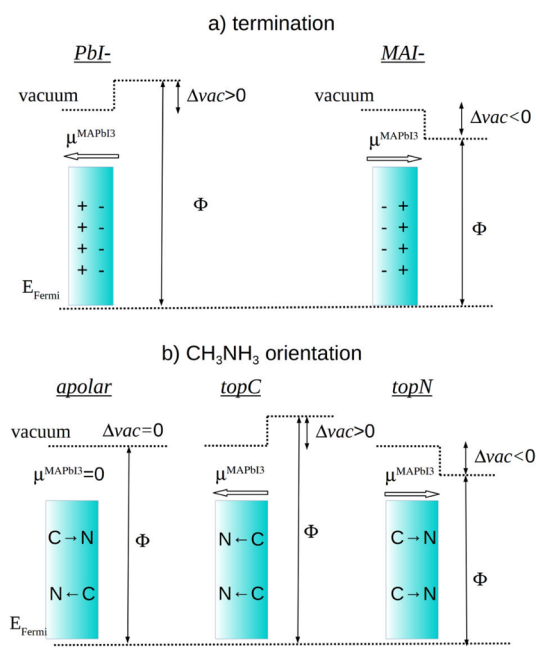 a) termination
PbI-
MAI-
vacuum
Δvac>0
vacuum
Δvac<0
μMAPbI3
μMAPbI3
+ -
+ -
+ -
+ -
Φ
- +
- +
- +
- +
Φ
EFermi
b) CH3NH3 orientation
apolar
topC
topN
vacuum
Δvac=0
Δvac>0
Δvac<0
μMAPbI3=0
μMAPbI3
μMAPbI3
C→N
N←C
Φ
N←C
N←C
Φ
C→N
C→N
Φ
EFermi